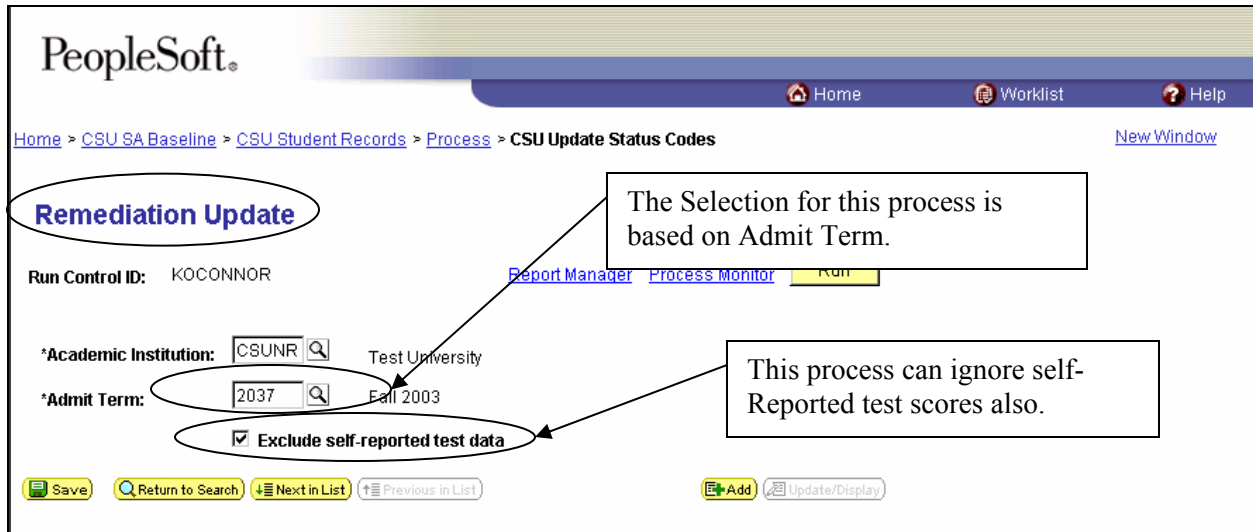 PeopleSoft®
Home Worklist Help
Home > CSU SA Baseline > CSU Student Records > Process > CSU Update Status Codes New Window
Remediation Update
The Selection for this process is
based on Admit Term.
Run Control ID: KOCONNOR Report Manager Process Monitor Run
*Academic Institution: CSUNR Test University
*Admit Term: 2037 Fall 2003
This process can ignore self-
Reported test scores also.
Exclude self-reported test data
Save Return to Search Next in List Previous in List Add Update/Display